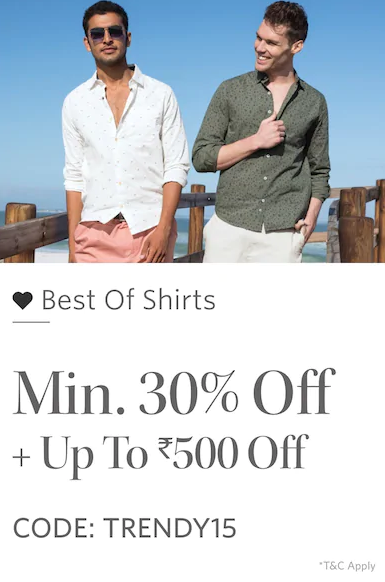 Best Of Shirts
Min. 30% Off
+ Up To ₹500 Off
CODE: TRENDY15
*T&C Apply